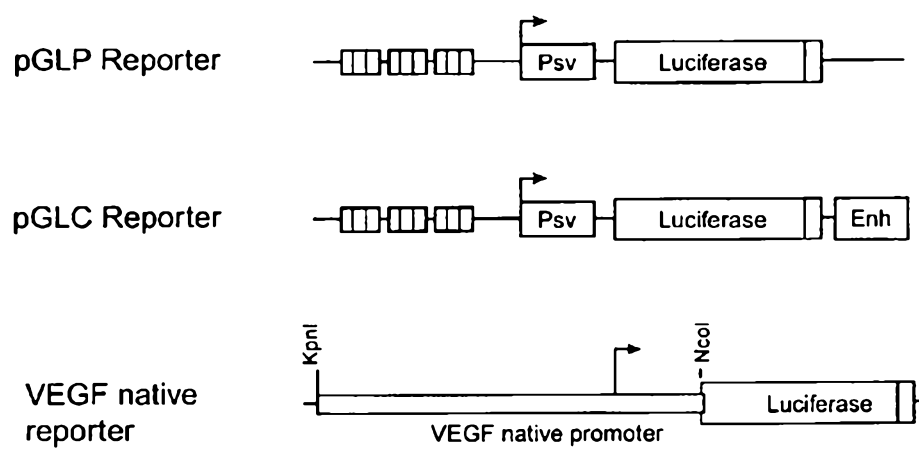 pGLP Reporter
Psv
Luciferase
pGLC Reporter
Psv
Luciferase
Enh
KpnI
NcoI
VEGF native
reporter
Luciferase
VEGF native promoter